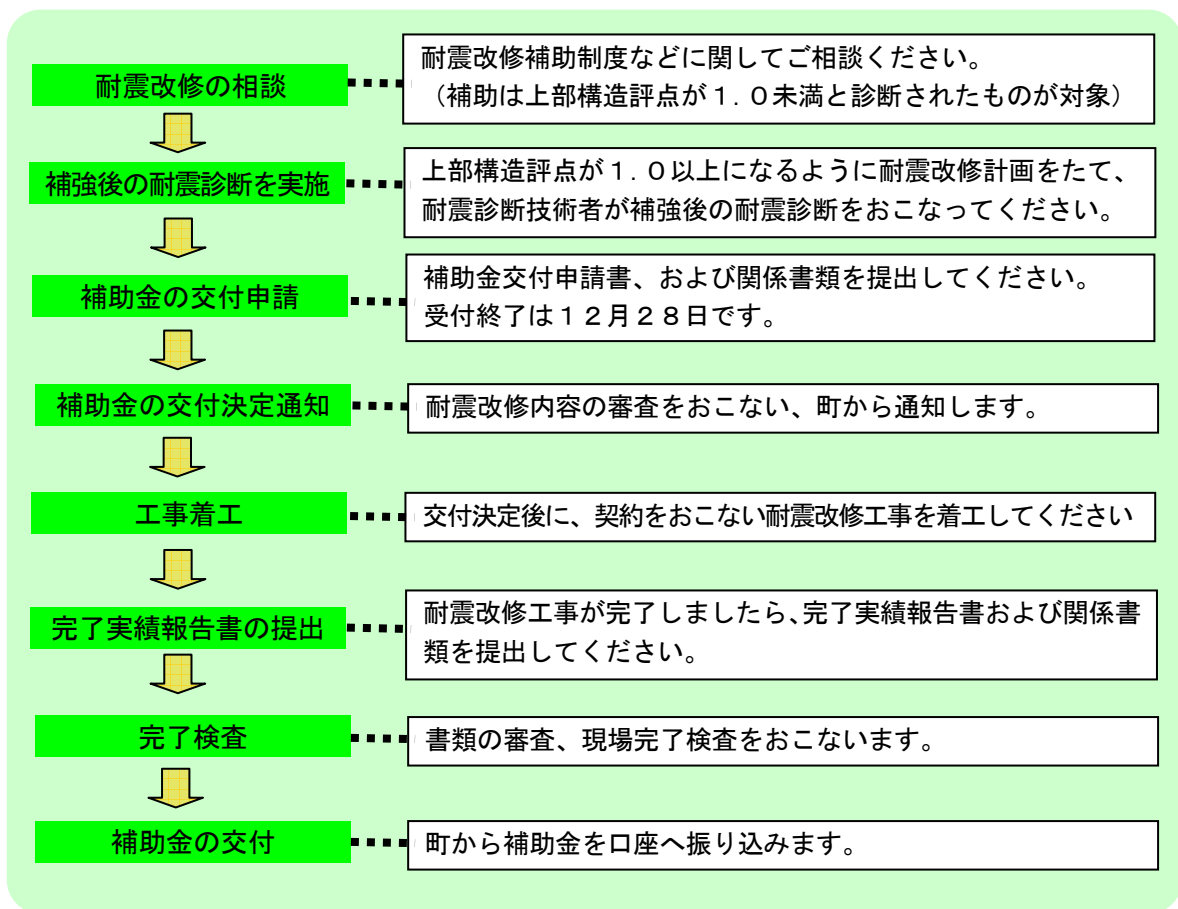 耐震改修の相談
耐震改修補助制度などに関してご相談ください。
（補助は上部構造評点が１.０未満と診断されたものが対象）
補強後の耐震診断を実施
上部構造評点が１.０以上になるように耐震改修計画をたて、
耐震診断技術者が補強後の耐震診断をおこなってください。
補助金の交付申請
補助金交付申請書、および関係書類を提出してください。
受付終了は１２月２８日です。
補助金の交付決定通知
耐震改修内容の審査をおこない、町から通知します。
工事着工
交付決定後に、契約をおこない耐震改修工事を着工してください
完了実績報告書の提出
耐震改修工事が完了しましたら、完了実績報告書および関係書
類を提出してください。
完了検査
書類の審査、現場完了検査をおこないます。
補助金の交付
町から補助金を口座へ振り込みます。